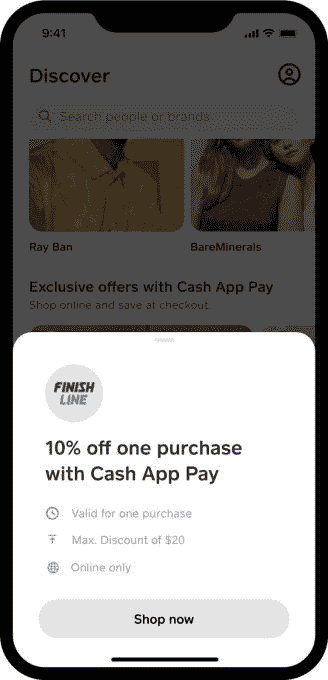 9:41
Discover
Search people or brands
Ray Ban
BareMinerals
Exclusive offers with Cash App Pay
Shop online and save at checkout.
FINISH
LINE
10% off one purchase
with Cash App Pay
Valid for one purchase
Max. Discount of $20
Online only
Shop now